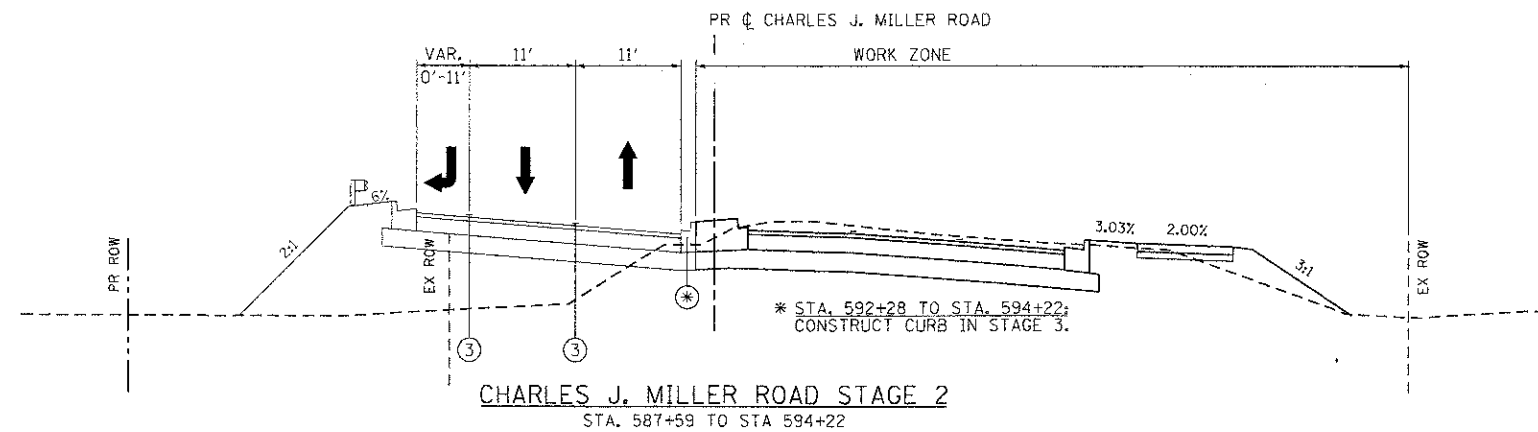 PR ℄ CHARLES J. MILLER ROAD
VAR.
0'-11'
11'
11'
WORK ZONE
6%
2:1
PR ROW
EX ROW
3.03%
2.00%
3:1
EX ROW
*
* STA. 592+28 TO STA. 594+22:
CONSTRUCT CURB IN STAGE 3.
3
3
CHARLES J. MILLER ROAD STAGE 2
STA. 587+59 TO STA 594+22